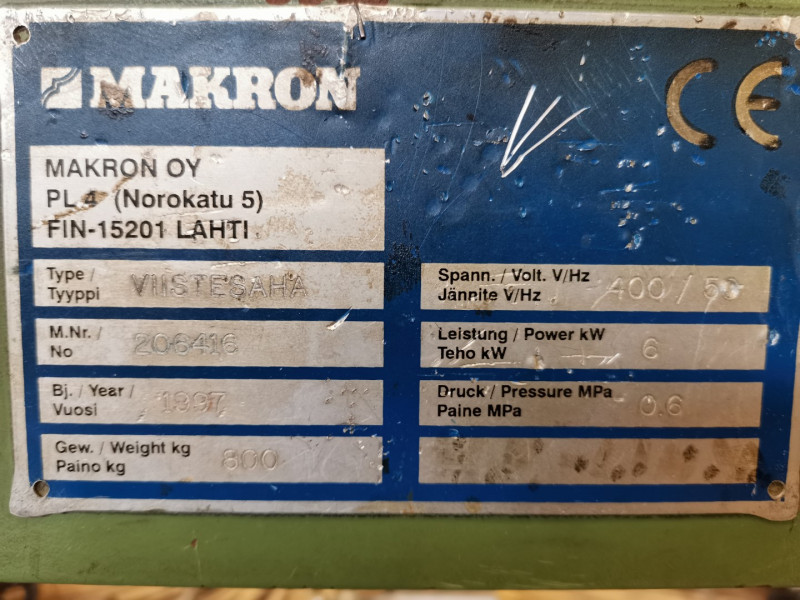 MAKRON
CE
MAKRON OY
PL 4 (Norokatu 5)
FIN-15201 LAHTI
Type / Tyyppi VIISTESAHA
M.Nr. / No 206416
Bj. / Year / Vuosi 1997
Gew. / Weight kg
Paino kg 800
Spann. / Volt. V/Hz
Jännite V/Hz 400 / 50
Leistung / Power kW
Teho kW 6
Druck / Pressure MPa
Paine MPa 0.6